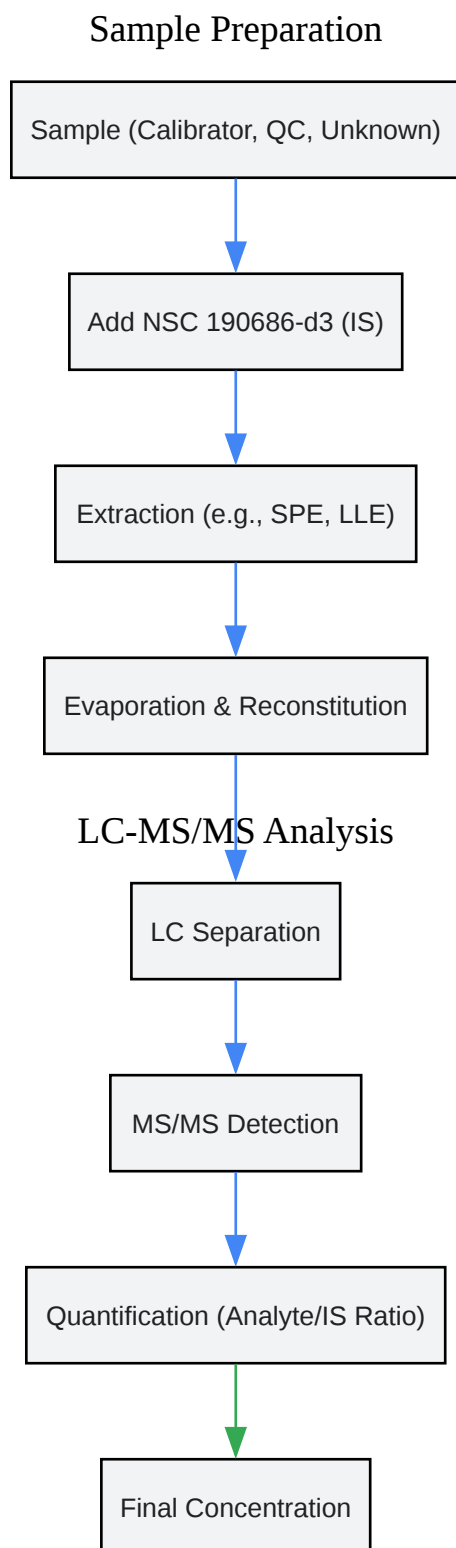 Sample Preparation
Sample (Calibrator, QC, Unknown)
Add NSC 190686-d3 (IS)
Extraction (e.g., SPE, LLE)
Evaporation & Reconstitution
LC-MS/MS Analysis
LC Separation
MS/MS Detection
Quantification (Analyte/IS Ratio)
Final Concentration